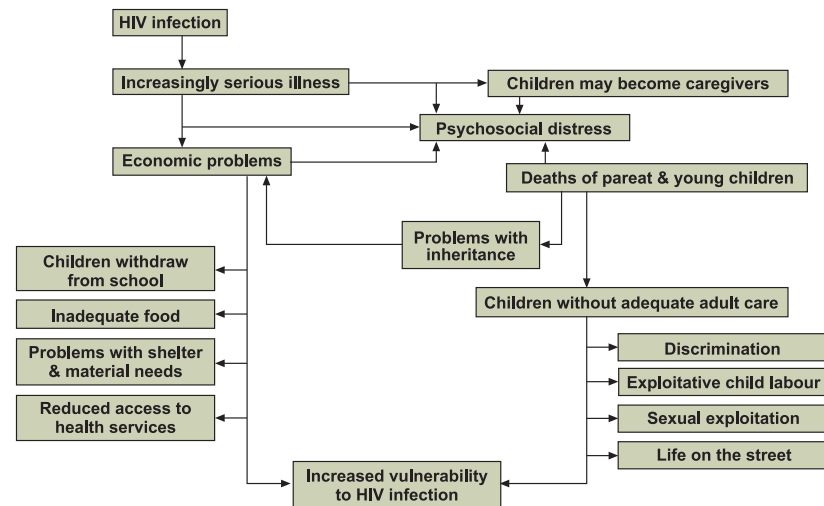 HIV infection
Increasingly serious illness
Children may become caregivers
Psychosocial distress
Economic problems
Deaths of pareat & young children
Problems with
inheritance
Children withdraw
from school
Inadequate food
Children without adequate adult care
Problems with shelter
& material needs
Discrimination
Exploitative child labour
Reduced access to
health services
Sexual exploitation
Life on the street
Increased vulnerability
to HIV infection